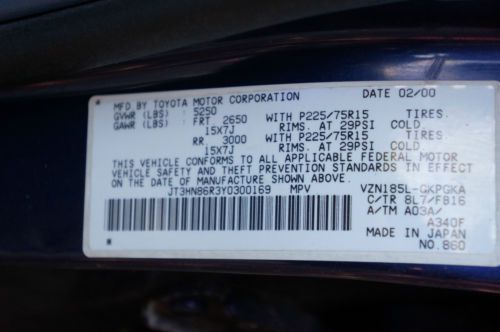 MFD BY TOYOTA MOTOR CORPORATION DATE 02/00
GVWR (LBS) : 5250
GAWR (LBS) : FRT 2650 WITH P225/75R15 TIRES.
15X7J RIMS. AT 29PSI COLD
RR. 3000 WITH P225/75R15 TIRES.
15X7J RIMS. AT 29PSI COLD
THIS VEHICLE CONFORMS TO ALL APPLICABLE FEDERAL MOTOR
VEHICLE SAFETY AND THEFT PREVENTION STANDARDS IN EFFECT
ON THE DATE OF MANUFACTURE SHOWN ABOVE.
JT3HN86R3Y0300169 MPV VZN185L-GKPGKA
C/TR 8L7/FB16
A/TM A03A/
A340F
MADE IN JAPAN
NO.860